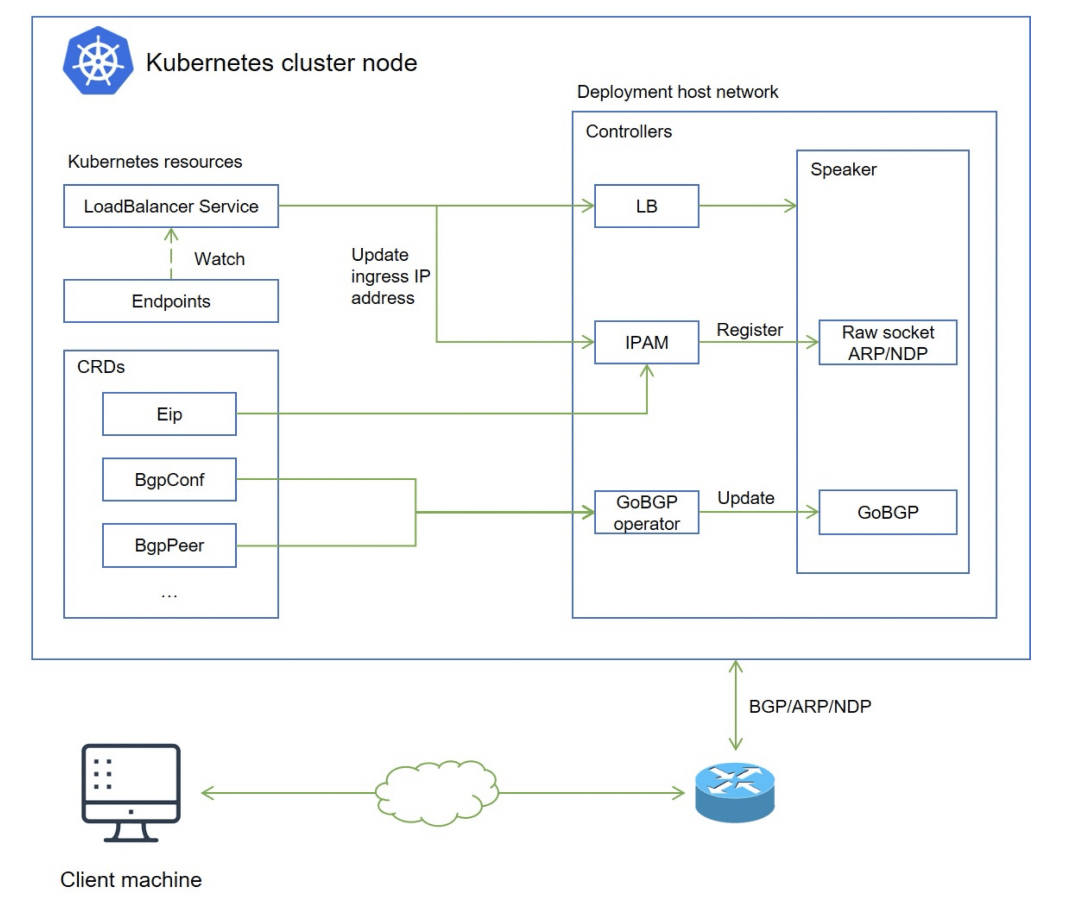 Kubernetes cluster node
Deployment host network
Controllers
Kubernetes resources
Speaker
LoadBalancer Service
LB
Watch
Update
ingress IP
address
Endpoints
IPAM
Register
Raw socket
ARP/NDP
CRDs
Eip
BgpConf
GoBGP
operator
Update
GoBGP
BgpPeer
...
BGP/ARP/NDP
Client machine